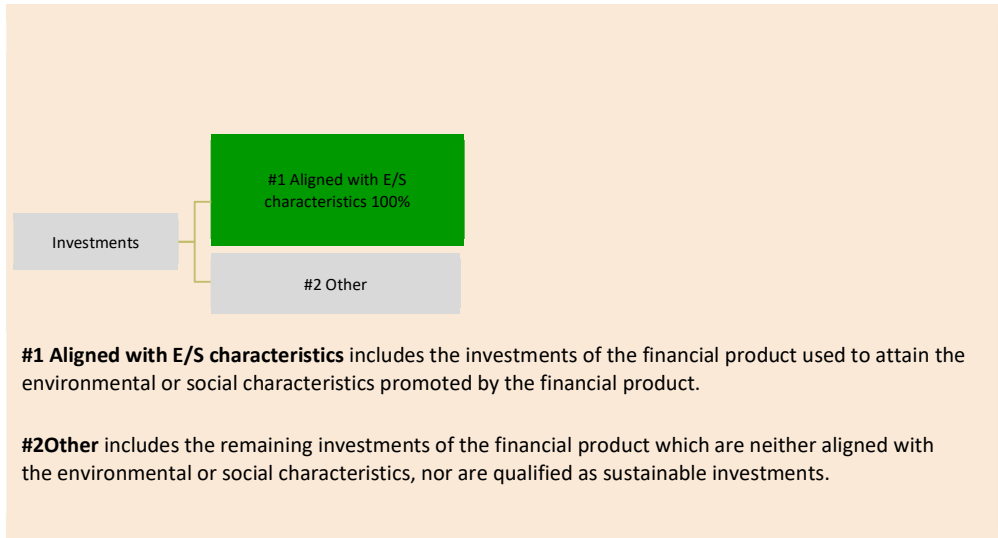 #1 Aligned with E/S
characteristics 100%
Investments
#2 Other
#1 Aligned with E/S characteristics includes the investments of the financial product used to attain the
environmental or social characteristics promoted by the financial product.
#2Other includes the remaining investments of the financial product which are neither aligned with
the environmental or social characteristics, nor are qualified as sustainable investments.